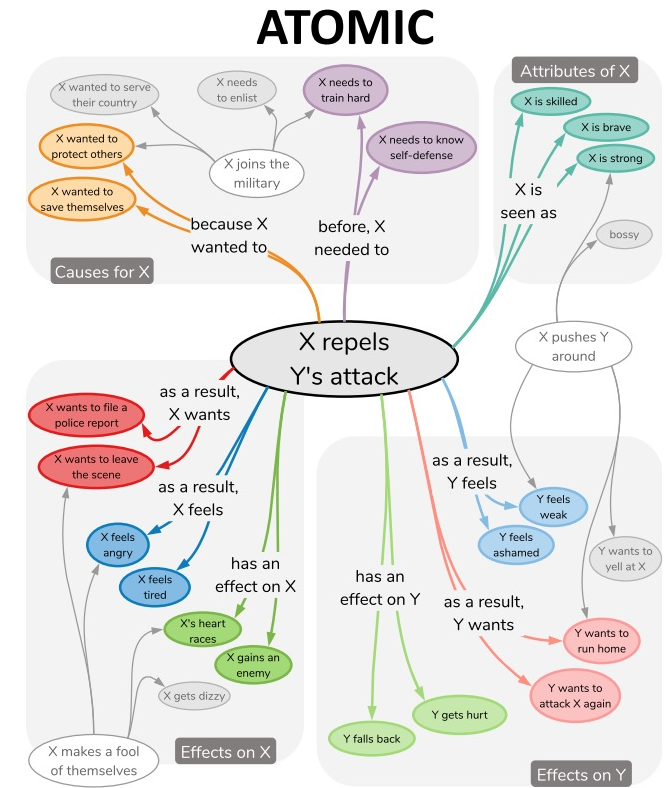 ATOMIC
X wanted to serve
their country
X needs
to enlist
X needs to
train hard
X wanted to
protect others
X joins the
military
X needs to know
self-defense
X wanted to
save themselves
because X
wanted to
before, X
needed to
Causes for X
Attributes of X
X is skilled
X is brave
X is strong
X is
seen as
bossy
X repels
Y's attack
X pushes Y
around
as a result,
X wants
X wants to file a
police report
X wants to leave
the scene
as a result,
X feels
X feels
angry
X feels
tired
has an
effect on X
X's heart
races
X gains an
enemy
X gets dizzy
X makes a fool
of themselves
Effects on X
as a result,
Y feels
Y feels
weak
Y feels
ashamed
Y wants to
yell at X
has an
effect on Y
as a result,
Y wants
Y wants to
run home
Y wants to
attack X again
Y gets hurt
Y falls back
Effects on Y